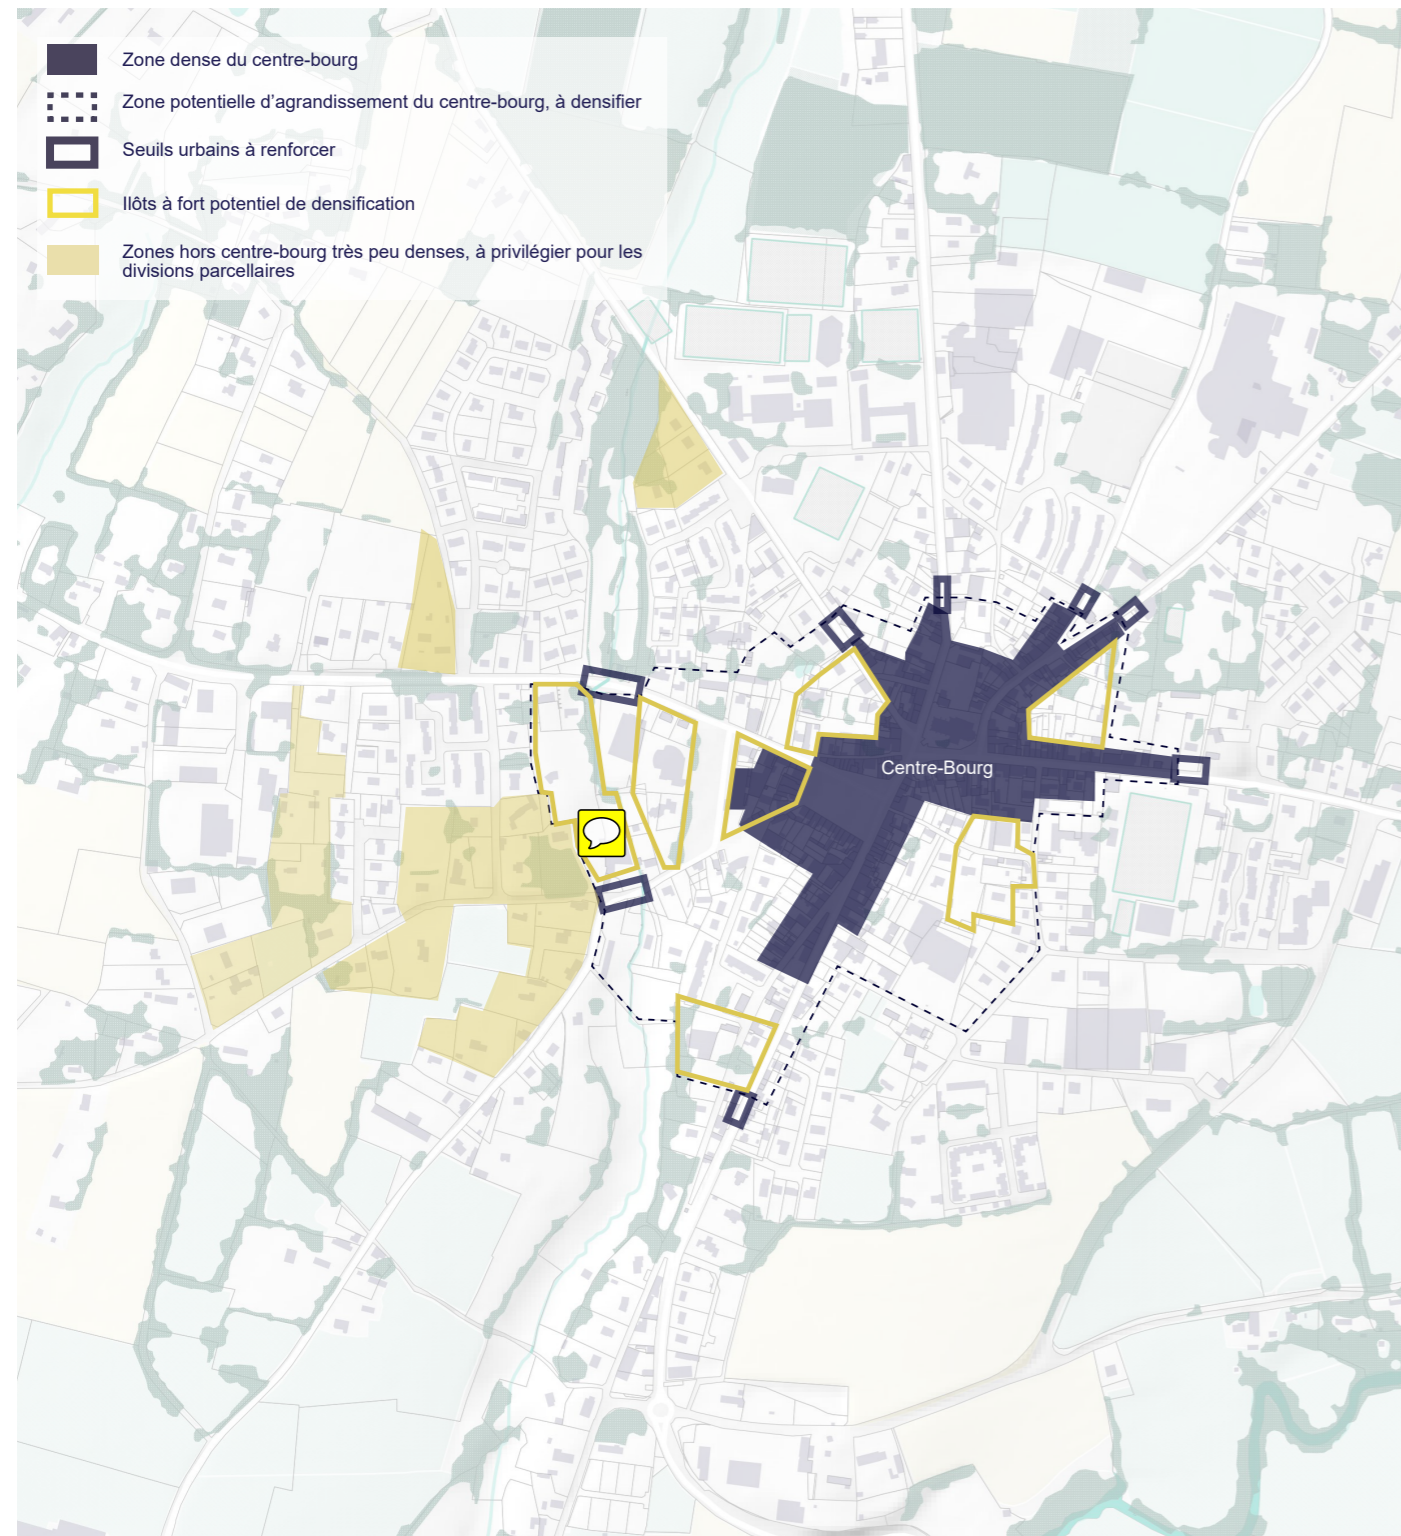 Zone dense du centre-bourg
Zone potentielle d'agrandissement du centre-bourg, à densifier
Seuils urbains à renforcer
Ilôts à fort potentiel de densification
Zones hors centre-bourg très peu denses, à privilégier pour les
divisions parcellaires
Centre-Bourg